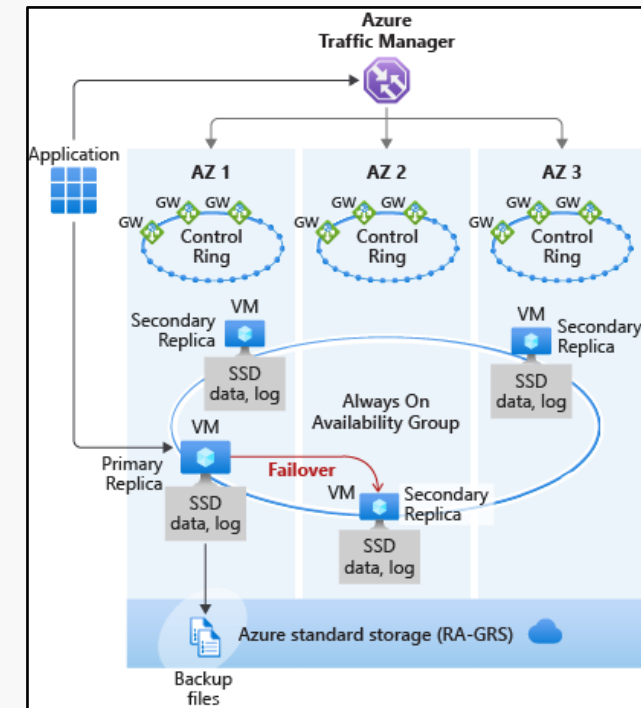 Azure
Traffic Manager
Application
AZ 1
AZ 2
AZ 3
GW
GW
GW
Control
Ring
GW
GW
GW
Control
Ring
GW
GW
GW
Control
Ring
VM
Secondary
Replica
SSD
data, log
VM
Secondary
Replica
SSD
data, log
Always On
Availability Group
VM
Primary
Replica
SSD
data, log
Failover
VM
Secondary
Replica
SSD
data, log
Azure standard storage (RA-GRS)
Backup
files